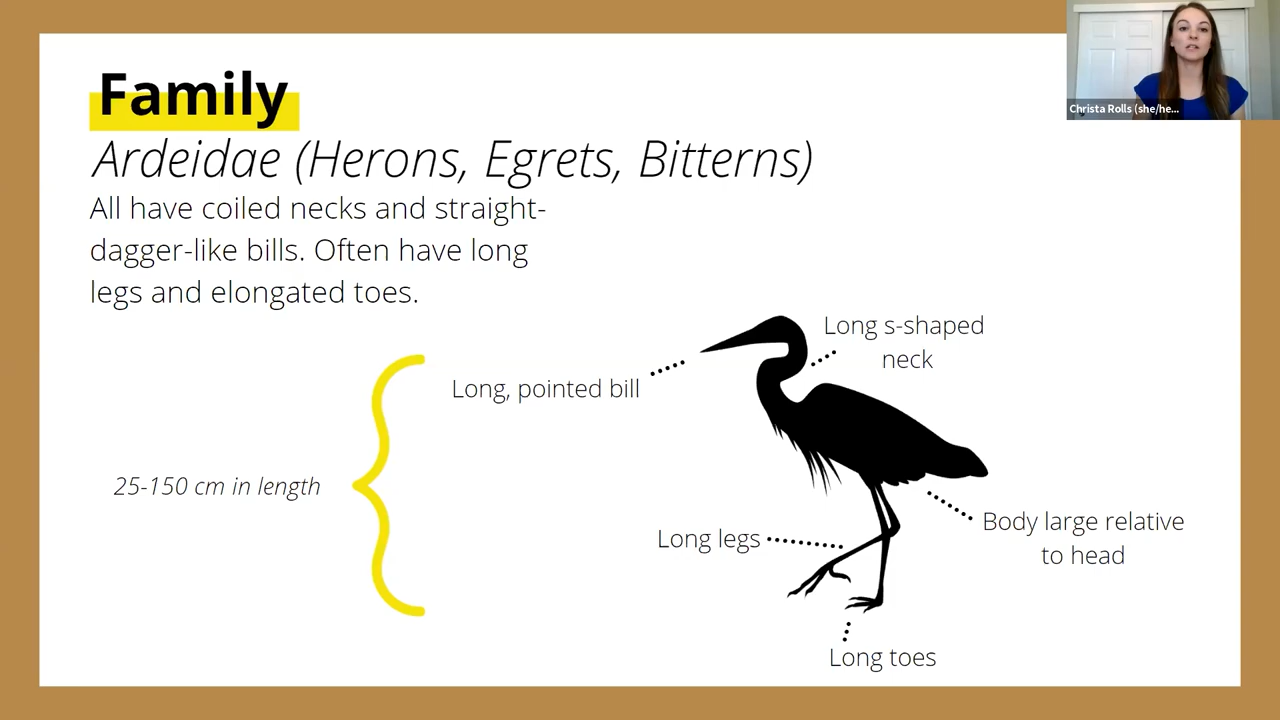 Family
Ardeidae (Herons, Egrets, Bitterns)
All have coiled necks and straight-
dagger-like bills. Often have long
legs and elongated toes.
Long s-shaped
neck
Long, pointed bill
25-150 cm in length
Long legs
Body large relative
to head
Long toes
Christa Rolls (she/he...